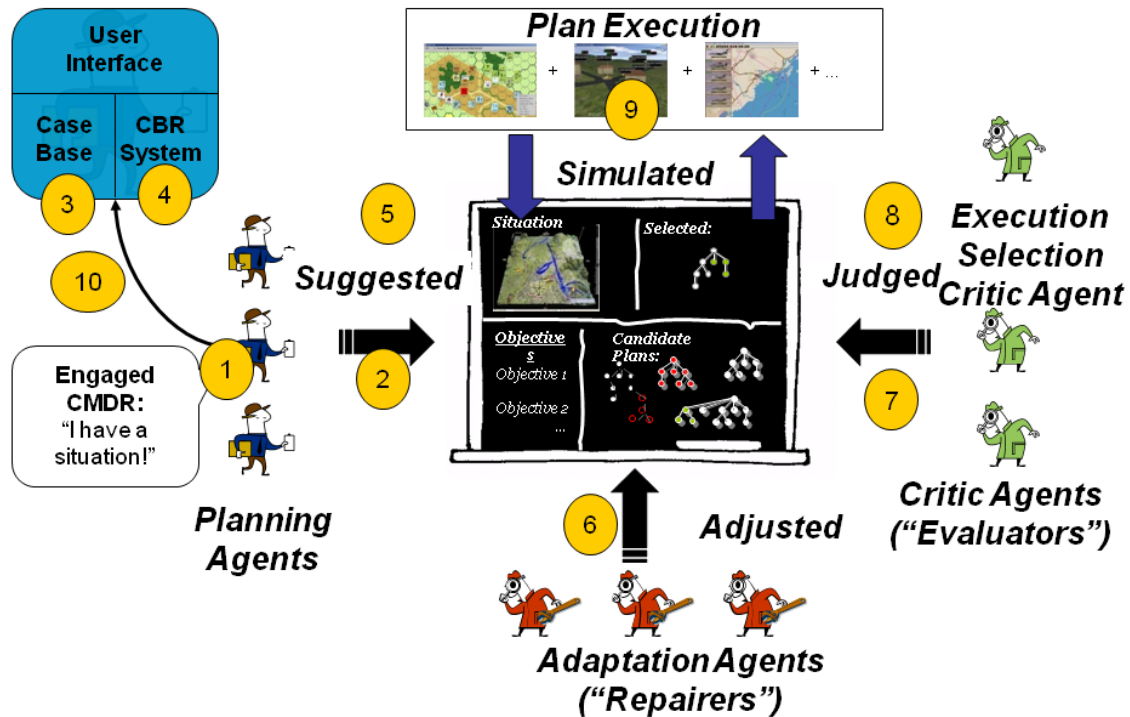 Plan Execution
+
+
+ ...
9
User
Interface
Case
Base
CBR
System
3
4
10
Engaged
CMDR:
“I have a
situation!”
1
Planning
Agents
5
Suggested
2
Simulated
Situation
Selected:
Objective
s
Objective 1
Objective 2
...
Candidate
Plans:
8
Judged
7
Execution
Selection
Critic Agent
Critic Agents
(“Evaluators”)
6
Adjusted
Adaptation Agents
(“Repairers”)